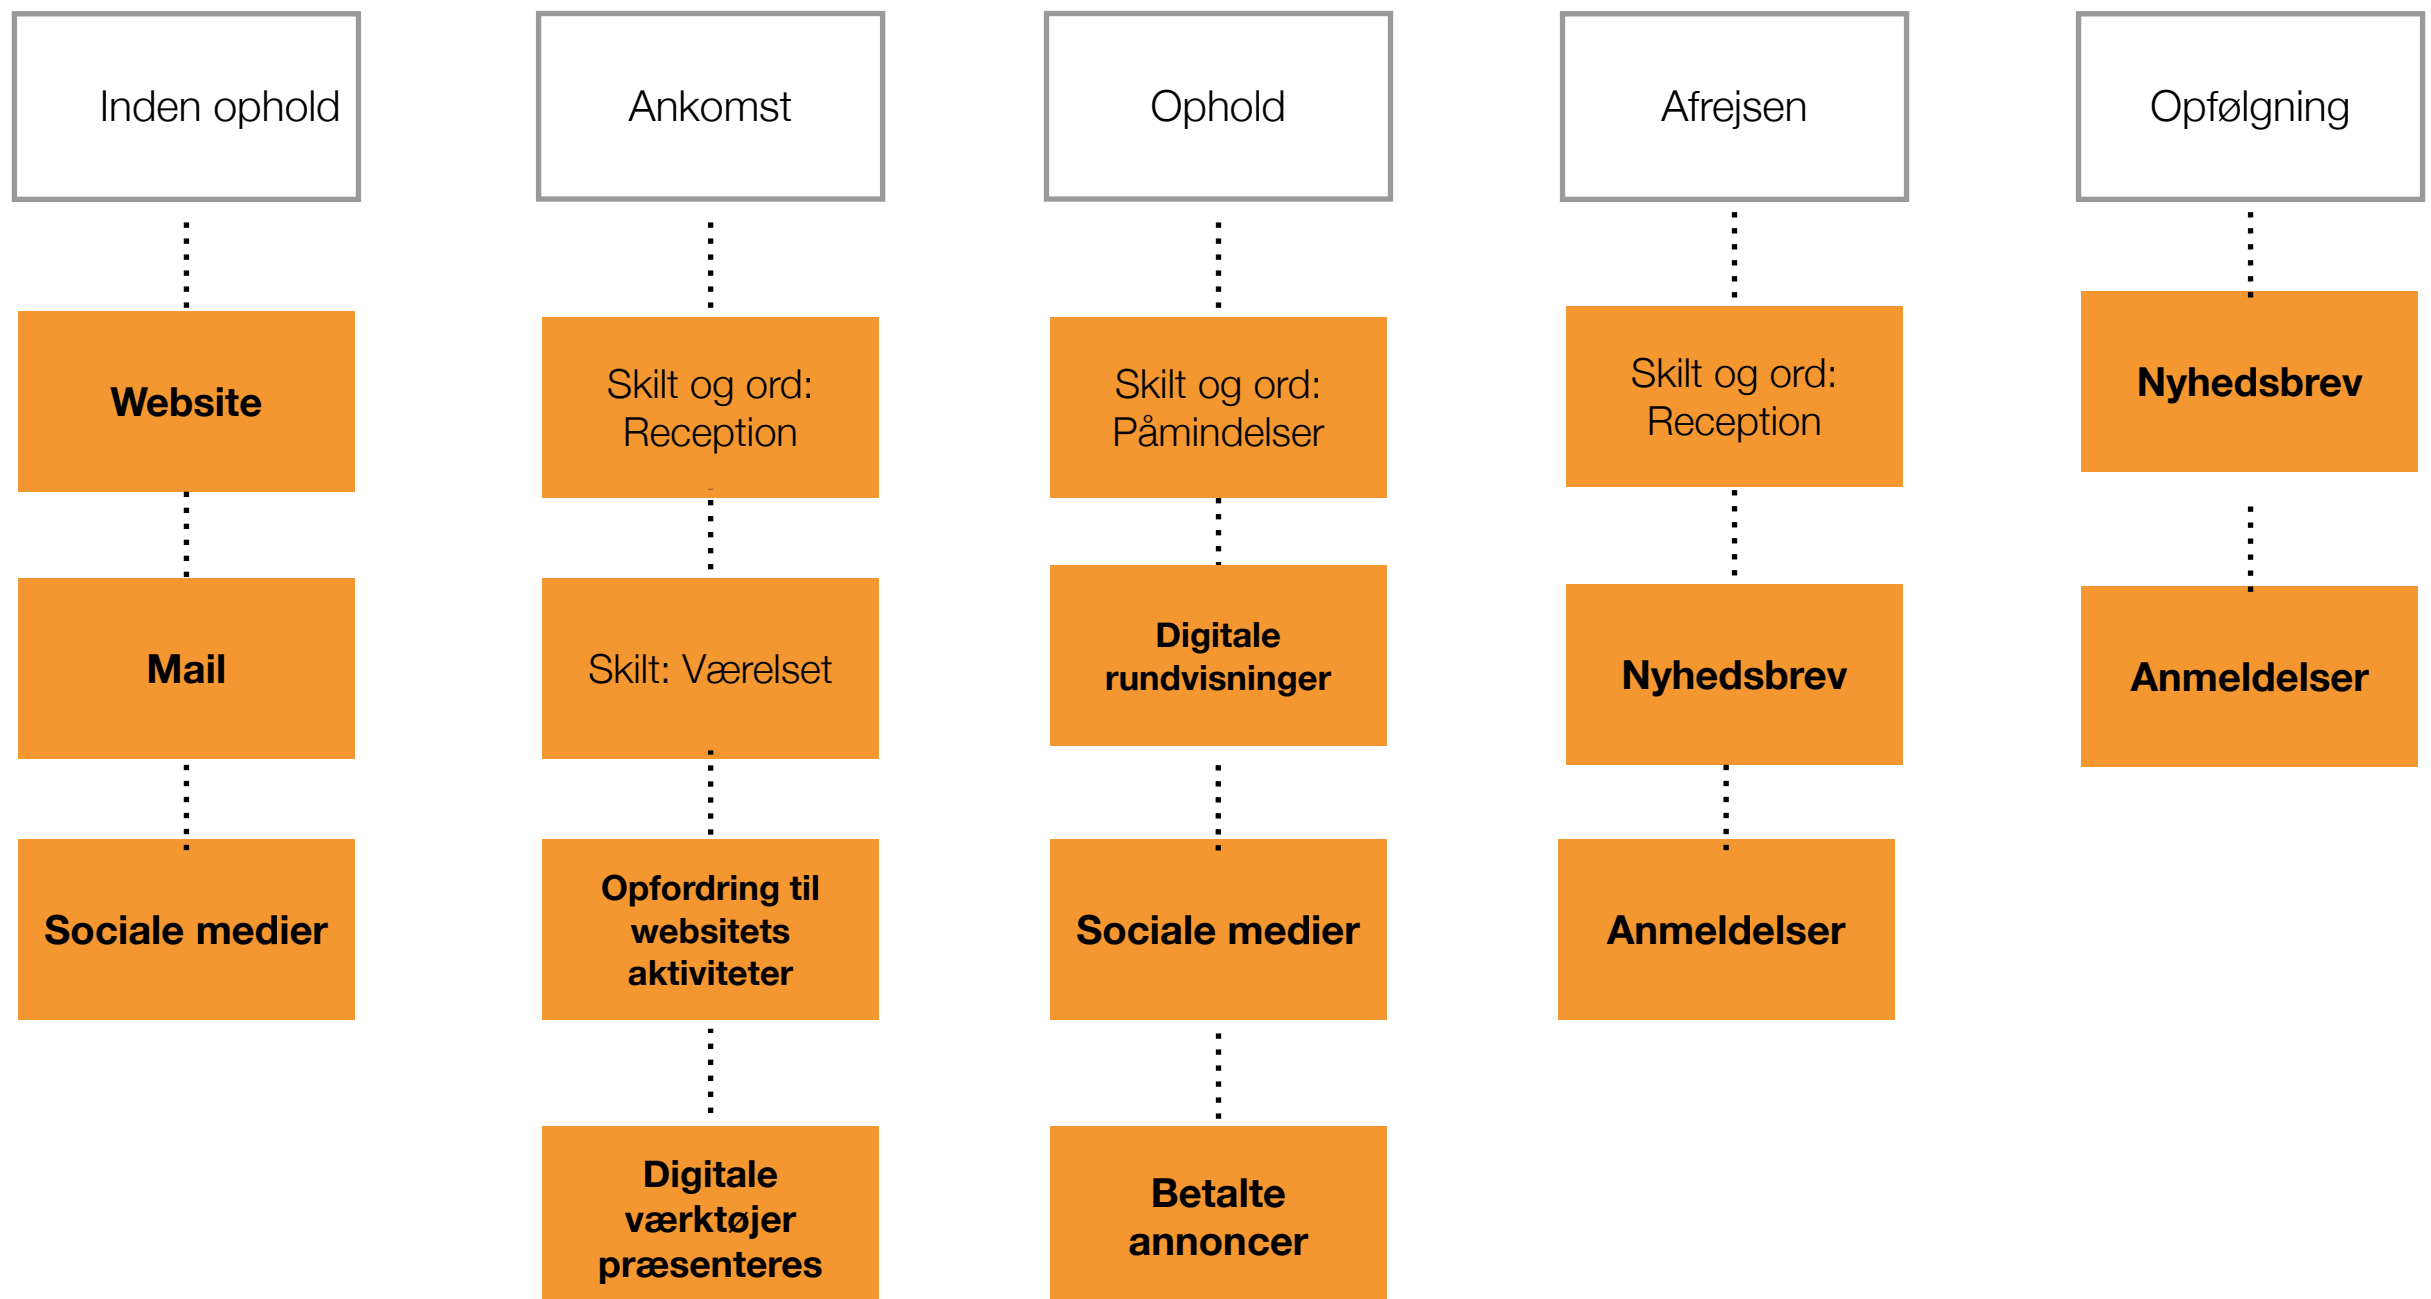 Inden ophold
Ankomst
Ophold
Afrejsen
Opfølgning
Website
Mail
Sociale medier
Skilt og ord:
Reception
Skilt: Værelset
Opfordring til
websitets
aktiviteter
Digitale
værktøjer
præsenteres
Skilt og ord:
Påmindelser
Digitale
rundvisninger
Sociale medier
Betalte
annoncer
Skilt og ord:
Reception
Nyhedsbrev
Anmeldelser
Nyhedsbrev
Anmeldelser